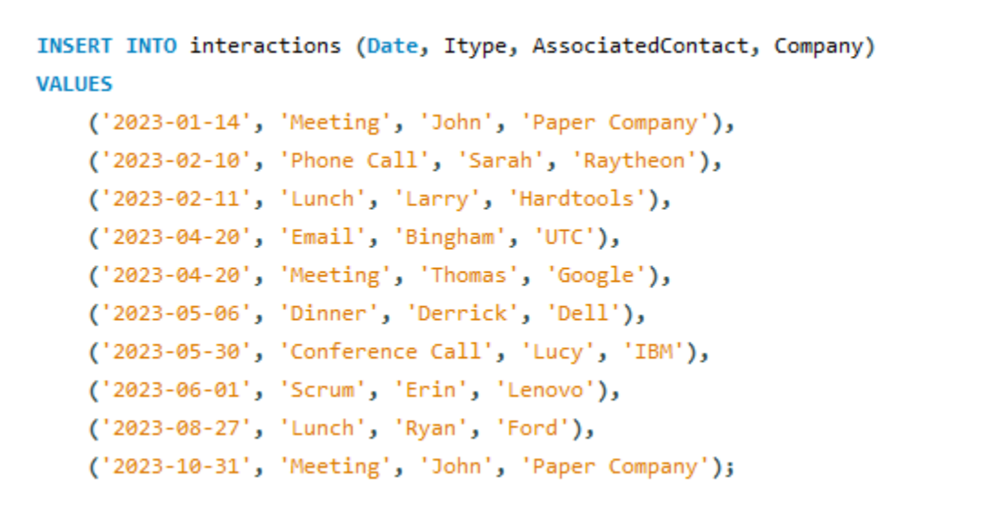 INSERT INTO interactions (Date, Itype, AssociatedContact, Company)
VALUES
('2023-01-14', 'Meeting', 'John', 'Paper Company'),
('2023-02-10', 'Phone Call', 'Sarah', 'Raytheon'),
('2023-02-11', 'Lunch', 'Larry', 'Hardtools'),
('2023-04-20', 'Email', 'Bingham', 'UTC'),
('2023-04-20', 'Meeting', 'Thomas', 'Google'),
('2023-05-06', 'Dinner', 'Derrick', 'Dell'),
('2023-05-30', 'Conference Call', 'Lucy', 'IBM'),
('2023-06-01', 'Scrum', 'Erin', 'Lenovo'),
('2023-08-27', 'Lunch', 'Ryan', 'Ford'),
('2023-10-31', 'Meeting', 'John', 'Paper Company');